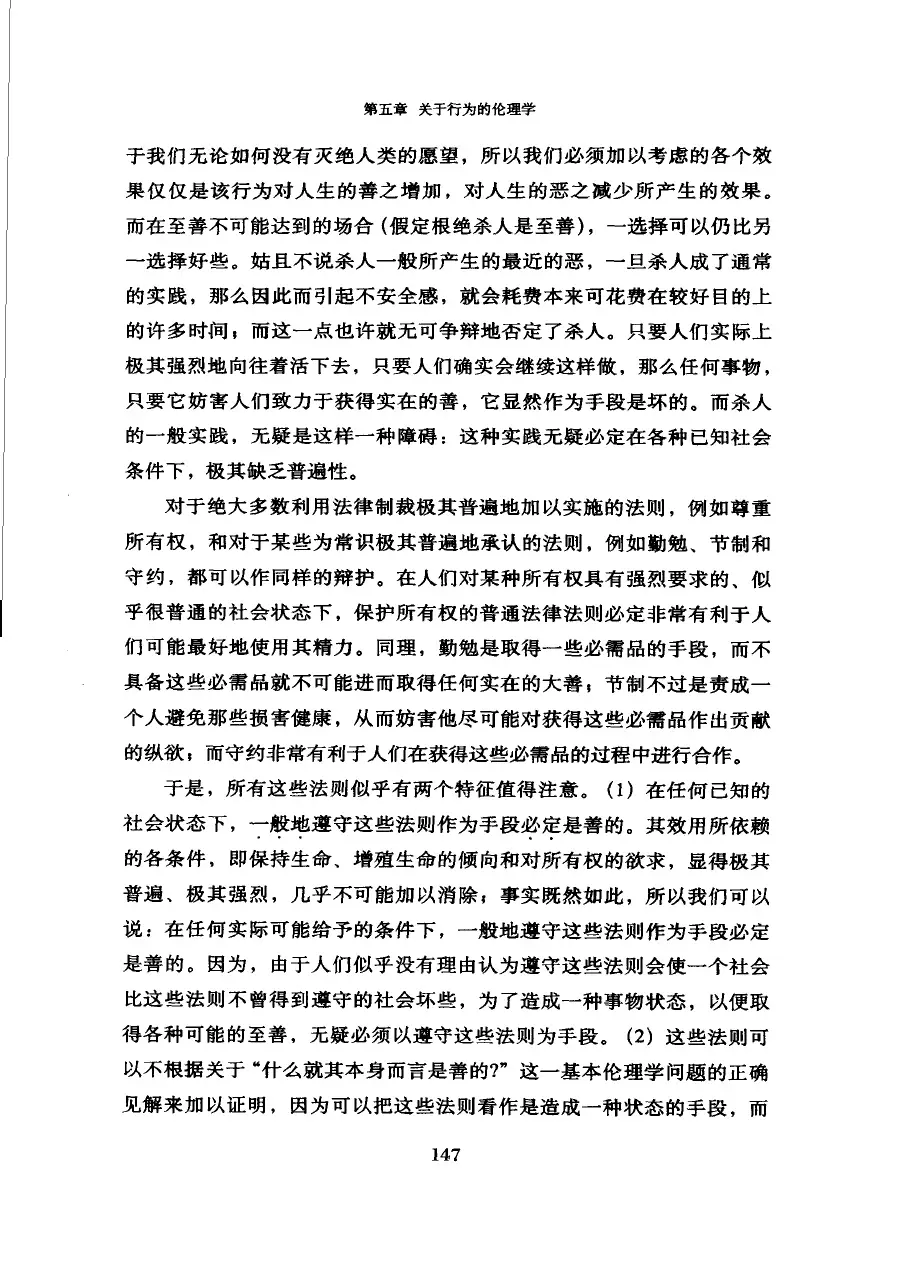 第五章 关于行为的伦理学
于我们无论如何没有灭绝人类的愿望，所以我们必须加以考虑的各个效
果仅仅是该行为对人生的善之增加，对人生的恶之减少所产生的效果。
而在至善不可能达到的场合（假定根绝杀人是至善），一选择可以仍比另
一选择好些。姑且不说杀人一般所产生的最近的恶，一旦杀人成了通常
的实践，那么因此而引起不安全感，就会耗费本来可花费在较好目的上
的许多时间；而这一点也许就无可争辩地否定了杀人。只要人们实际上
极其强烈地向往着活下去，只要人们确实会继续这样做，那么任何事物，
只要它妨害人们致力于获得实在的善，它显然作为手段是坏的。而杀人
的一般实践，无疑是这样一种障碍：这种实践无疑必定在各种已知社会
条件下，极其缺乏普遍性。
对于绝大多数利用法律制裁极其普遍地加以实施的法则，例如尊重
所有权，和对于某些为常识极其普遍地承认的法则，例如勤勉、节制和
守约，都可以作同样的辩护。在人们对某种所有权具有强烈要求的、似
乎很普通的社会状态下，保护所有权的普通法律法则必定非常有利于人
们可能最好地使用其精力。同理，勤勉是取得一些必需品的手段，而不
具备这些必需品就不可能进而取得任何实在的大善；节制不过是责成一
个人避免那些损害健康，从而妨害他尽可能对获得这些必需品作出贡献
的纵欲；而守约非常有利于人们在获得这些必需品的过程中进行合作。
于是，所有这些法则似乎有两个特征值得注意。（1）在任何已知的
社会状态下，一般地遵守这些法则作为手段必定是善的。其效用所依赖
的各条件，即保持生命、增殖生命的倾向和对所有权的欲求，显得极其
普遍、极其强烈，几乎不可能加以消除；事实既然如此，所以我们可以
说：在任何实际可能给予的条件下，一般地遵守这些法则作为手段必定
是善的。因为，由于人们似乎没有理由认为遵守这些法则会使一个社会
比这些法则不曾得到遵守的社会坏些，为了造成一种事物状态，以便取
得各种可能的至善，无疑必须以遵守这些法则为手段。（2）这些法则可
以不根据关于“什么就其本身而言是善的?”这一基本伦理学问题的正确
见解来加以证明，因为可以把这些法则看作是造成一种状态的手段，而
147